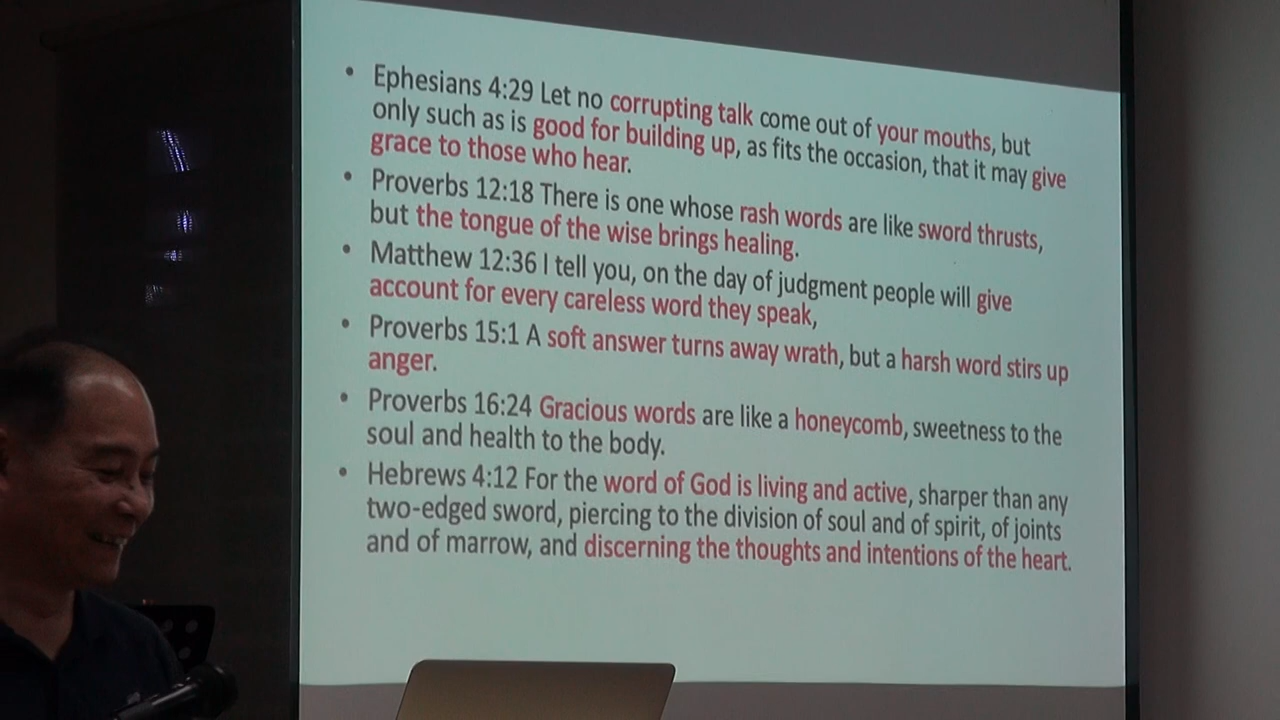 • Ephesians 4:29 Let no corrupting talk come out of your mouths, but
only such as is good for building up, as fits the occasion, that it may give
grace to those who hear.
• Proverbs 12:18 There is one whose rash words are like sword thrusts,
but the tongue of the wise brings healing.
• Matthew 12:36 I tell you, on the day of judgment people will give
account for every careless word they speak,
• Proverbs 15:1 A soft answer turns away wrath, but a harsh word stirs up
anger.
• Proverbs 16:24 Gracious words are like a honeycomb, sweetness to the
soul and health to the body.
• Hebrews 4:12 For the word of God is living and active, sharper than any
two-edged sword, piercing to the division of soul and of spirit, of joints
and of marrow, and discerning the thoughts and intentions of the heart.